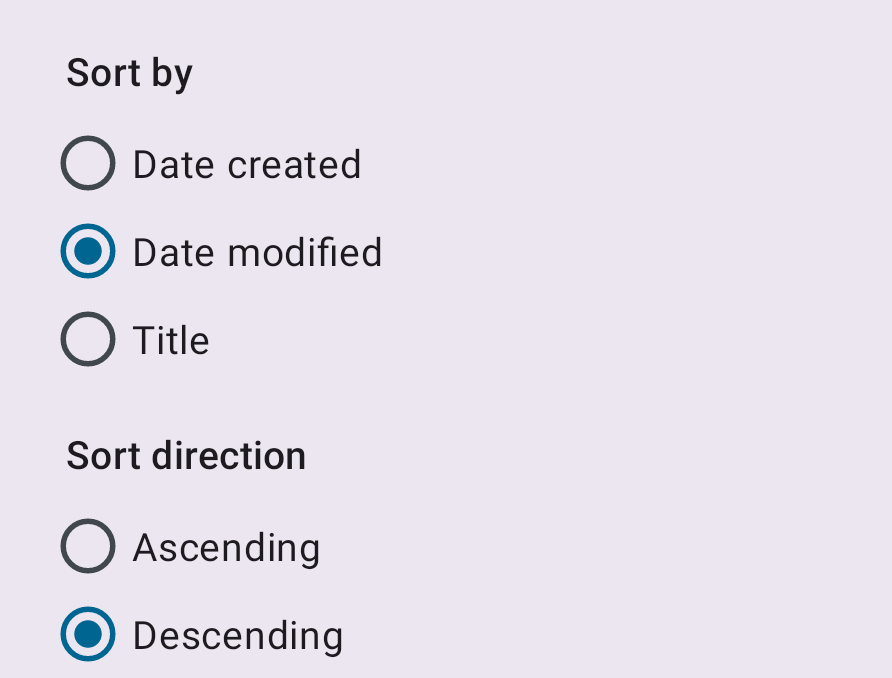 Sort by
Date created
Date modified
Title
Sort direction
Ascending
Descending